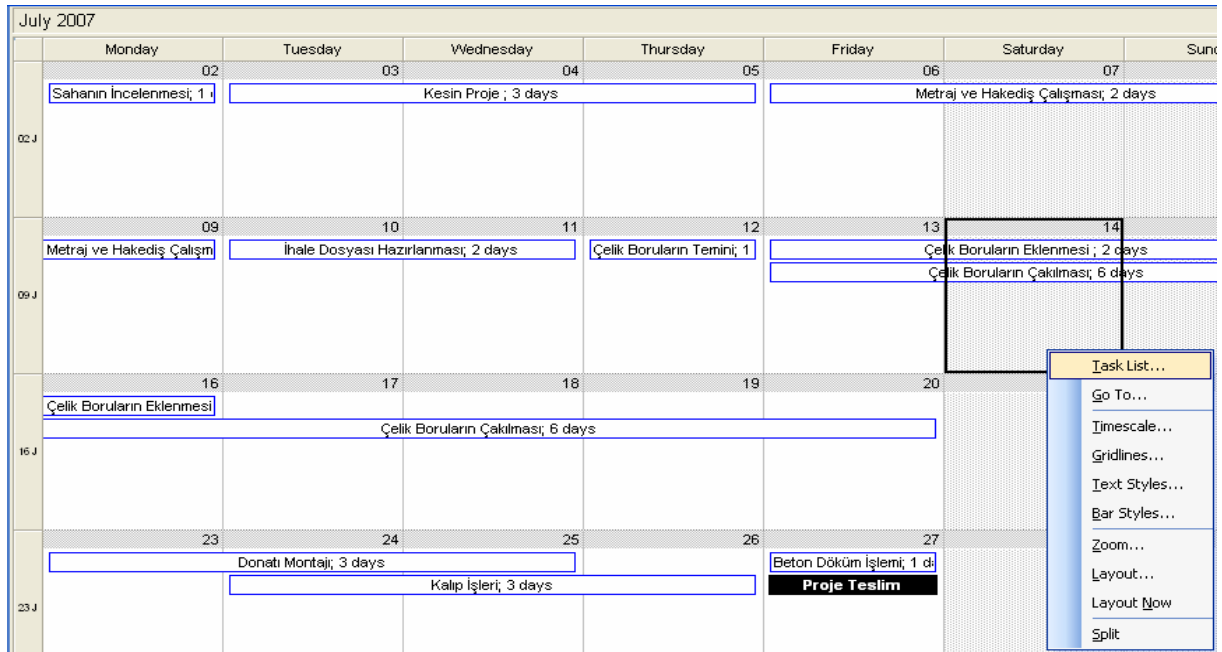 July 2007
Monday Tuesday Wednesday Thursday Friday Saturday Sund
02 03 04 05 06 07
Sahanın İncelenmesi; 1 Kesin Proje ; 3 days Metraj ve Hakediş Çalışması; 2 days
02 J
09 10 11 12 13 14
Metraj ve Hakediş Çalışm İhale Dosyası Hazırlanması; 2 days Çelik Boruların Temini; 1 Çelik Boruların Eklenmesi ; 2 days
Çelik Boruların Çakılması; 6 days
09 J
16 17 18 19 20
Çelik Boruların Eklenmesi
Çelik Boruların Çakılması; 6 days
16 J
23 24 25 26 27
Donatı Montajı; 3 days Beton Döküm İşlemi; 1 d
Kalıp İşleri; 3 days Proje Teslim
23 J
Task List...
Go To...
Timescale...
Gridlines...
Text Styles...
Bar Styles...
Zoom...
Layout...
Layout Now
Split